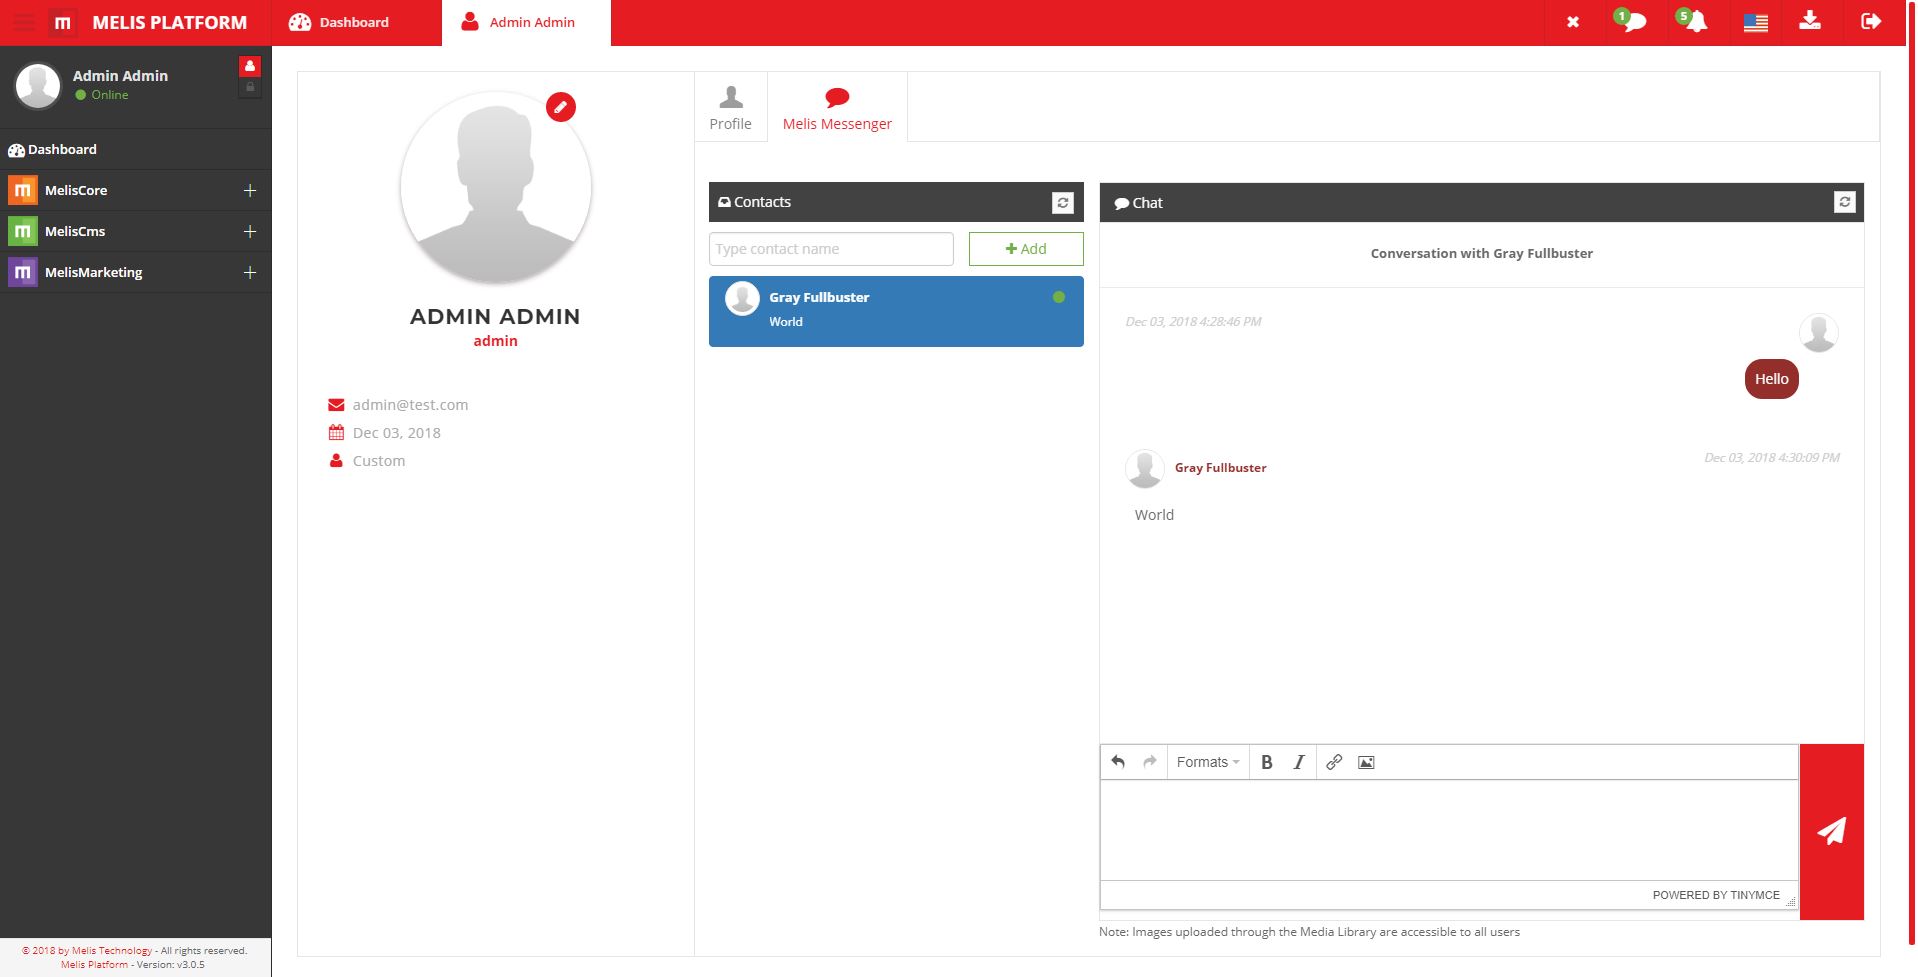 MELIS PLATFORM
Dashboard
Admin Admin
1
5
Admin Admin
Online
Dashboard
MelisCore
MelisCms
MelisMarketing
© 2018 by Melis Technology - All rights reserved.
Melis Platform - Version: v3.0.5
ADMIN ADMIN
admin
admin@test.com
Dec 03, 2018
Custom
Profile
Melis Messenger
Contacts
Type contact name
Add
Gray Fullbuster
World
Chat
Conversation with Gray Fullbuster
Dec 03, 2018 4:28:46 PM
Hello
Gray Fullbuster
Dec 03, 2018 4:30:09 PM
World
Formats
B
I
POWERED BY TINYMCE
Note: Images uploaded through the Media Library are accessible to all users